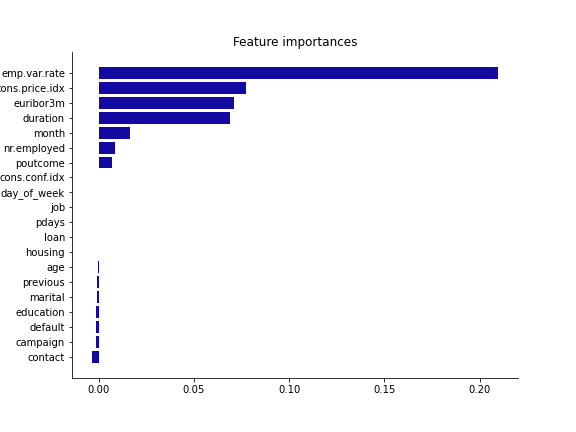 Feature importances
emp.var.rate
cons.price.idx
euribor3m
duration
month
nr.employed
poutcome
cons.conf.idx
day_of_week
job
pdays
loan
housing
age
previous
marital
education
default
campaign
contact
0.00 0.05 0.10 0.15 0.20